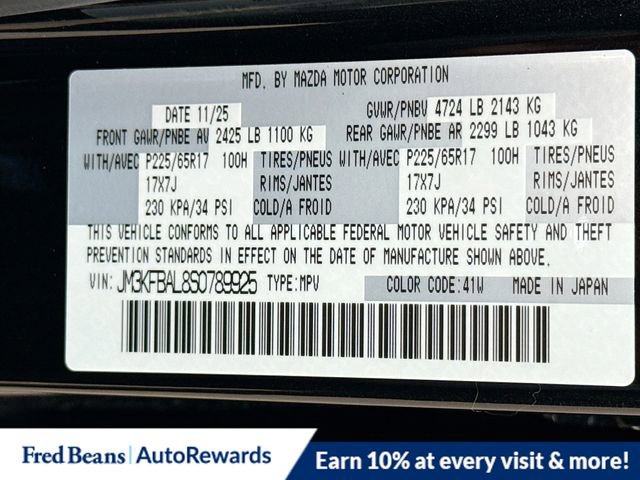 MFD. BY MAZDA MOTOR CORPORATION
DATE 11/25 GVWR/PNBV 4724 LB 2143 KG
FRONT GAWR/PNBE AV 2425 LB 1100 KG REAR GAWR/PNBE AR 2299 LB 1043 KG
WITH/AVEC P225/65R17 100H TIRES/PNEUS WITH/AVEC P225/65R17 100H TIRES/PNEUS
17X7J RIMS/JANTES 17X7J RIMS/JANTES
230 KPA/34 PSI COLD/A FROID 230 KPA/34 PSI COLD/A FROID
THIS VEHICLE CONFORMS TO ALL APPLICABLE FEDERAL MOTOR VEHICLE SAFETY AND THEFT
PREVENTION STANDARDS IN EFFECT ON THE DATE OF MANUFACTURE SHOWN ABOVE.
VIN: JM3KFBAL8S0789925 TYPE:MPV COLOR CODE:41W MADE IN JAPAN
Fred Beans AutoRewards Earn 10% at every visit & more!